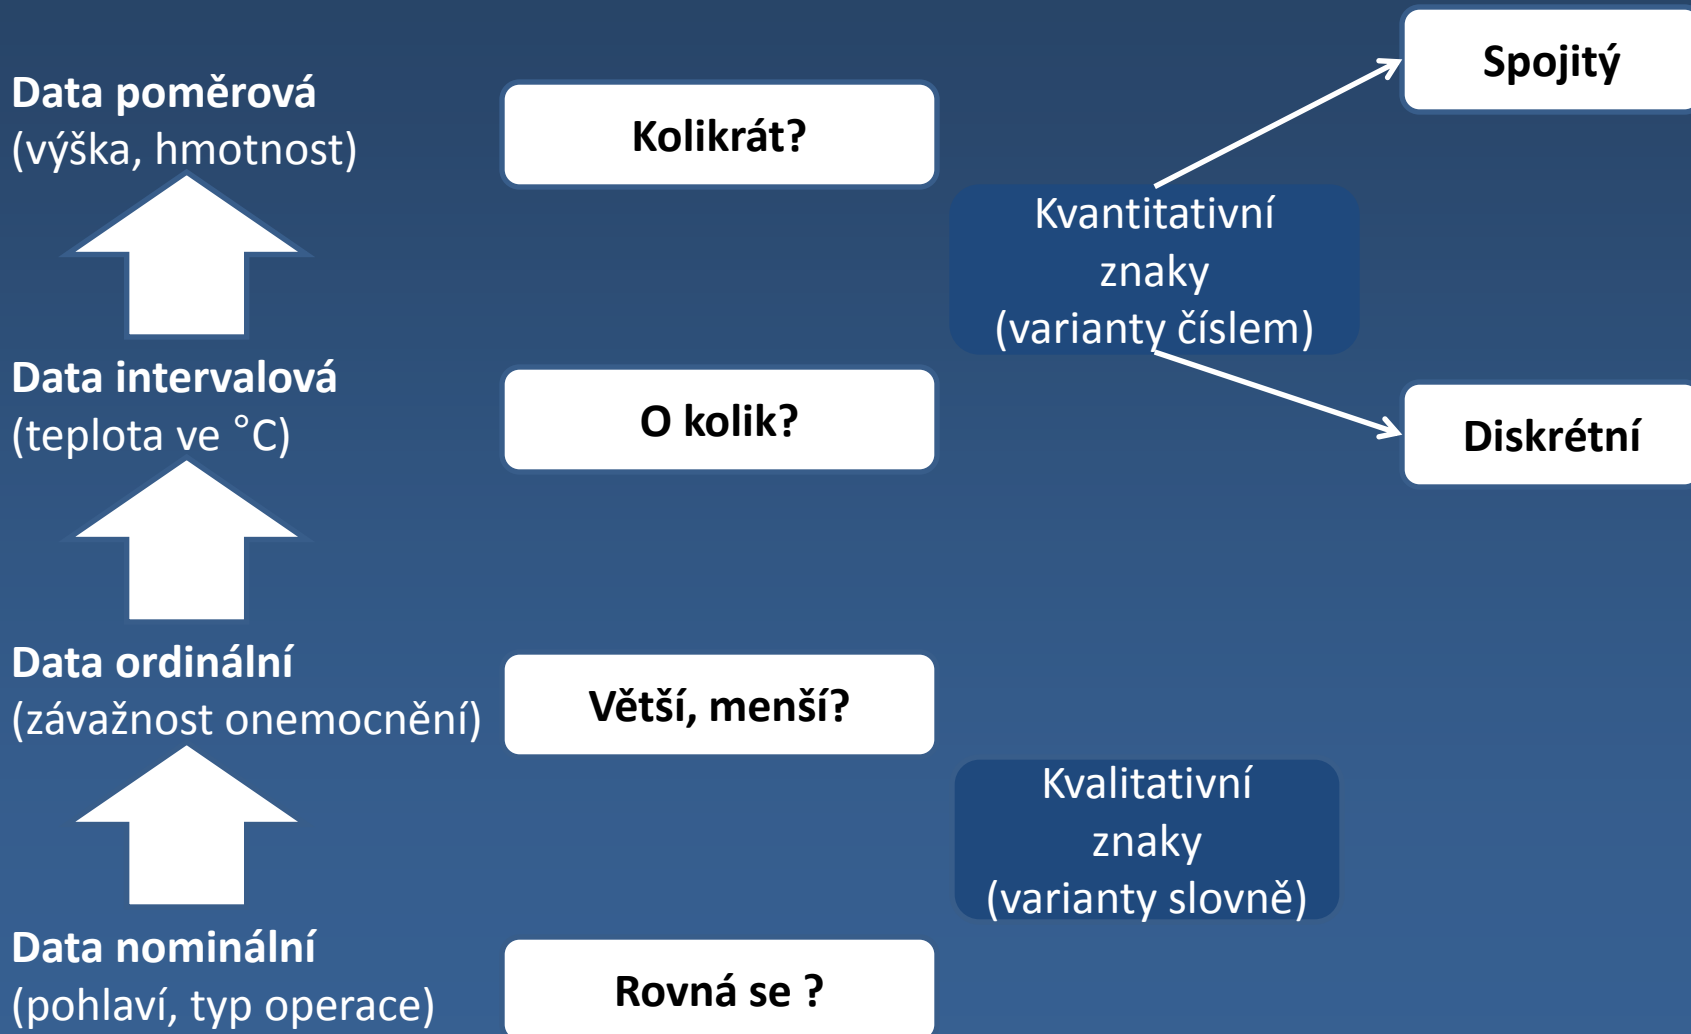 Spojitý
Data poměrová
(výška, hmotnost)
Kolikrát?
Kvantitativní
znaky
(varianty číslem)
Data intervalová
(teplota ve °C)
O kolik?
Diskrétní
Data ordinální
(závažnost onemocnění)
Větší, menší?
Kvalitativní
znaky
(varianty slovně)
Data nominální
(pohlaví, typ operace)
Rovná se ?